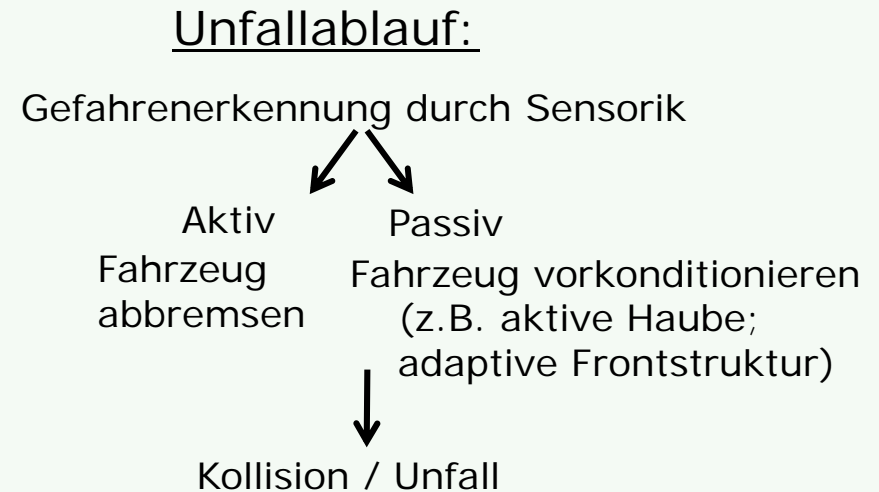 Unfallablauf:
Gefahrenerkennung durch Sensorik
Aktiv
Fahrzeug
abbremsen
Passiv
Fahrzeug vorkonditionieren
(z.B. aktive Haube;
adaptive Frontstruktur)
Kollision / Unfall